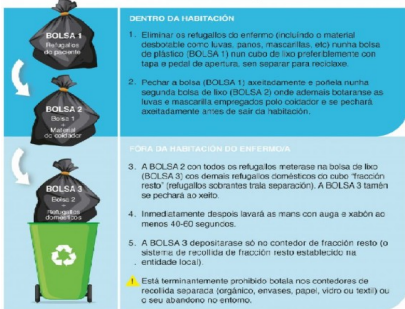 BOLSA 1
Refugallos
do paciente
BOLSA 2
Bolsa 1
+
Material
do coidador
BOLSA 3
Bolsa 2
+
Refugallos
domésticos
DENTRO DA HABITACIÓN
1. Eliminar os refugallos do enfermo (incluíndo o material
desbotable como luvas, panos, mascarillas, etc) nunha bolsa
de plástico (BOLSA 1) nun cubo de lixo preferiblemente con
tapa e pedal de apertura, sen separar para reciclaxe.
2. Pechar a bolsa (BOLSA 1) axeitadamente e poñela nunha
segunda bolsa de lixo (BOLSA 2) onde ademais botaranse as
luvas e mascarilla empregados polo coidador e se pechará
axeitadamente antes de saír da habitación.
FORA DA HABITACIÓN DO ENFERMO/A
3. A BOLSA 2 con todos os refugallos meterase na bolsa de lixo
(BOLSA 3) cos demais refugallos domésticos do cubo "fracción
resto" (refugallos sobrantes trala separación). A BOLSA 3 tamén
se pechará ao xeito.
4. Inmediatamente despois lavará as mans con auga e xabón ao
menos 40-60 segundos.
5. A BOLSA 3 depositarase só no contedor de fracción resto (o
sistema de recollida de fracción resto establecido na
. entidade local).
Está terminantemente prohibido botala nos contedores de
recollida separada (orgánico, envases, papel, vidro ou textil) ou
o seu abandono no entorno.